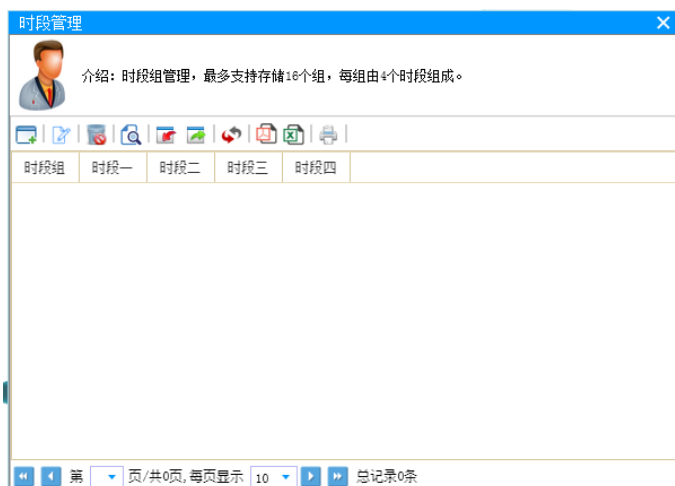 时段管理
介绍：时段组管理，最多支持存储16个组，每组由4个时段组成。
时段组 时段一 时段二 时段三 时段四
第 页/共0页,每页显示 10 总记录0条